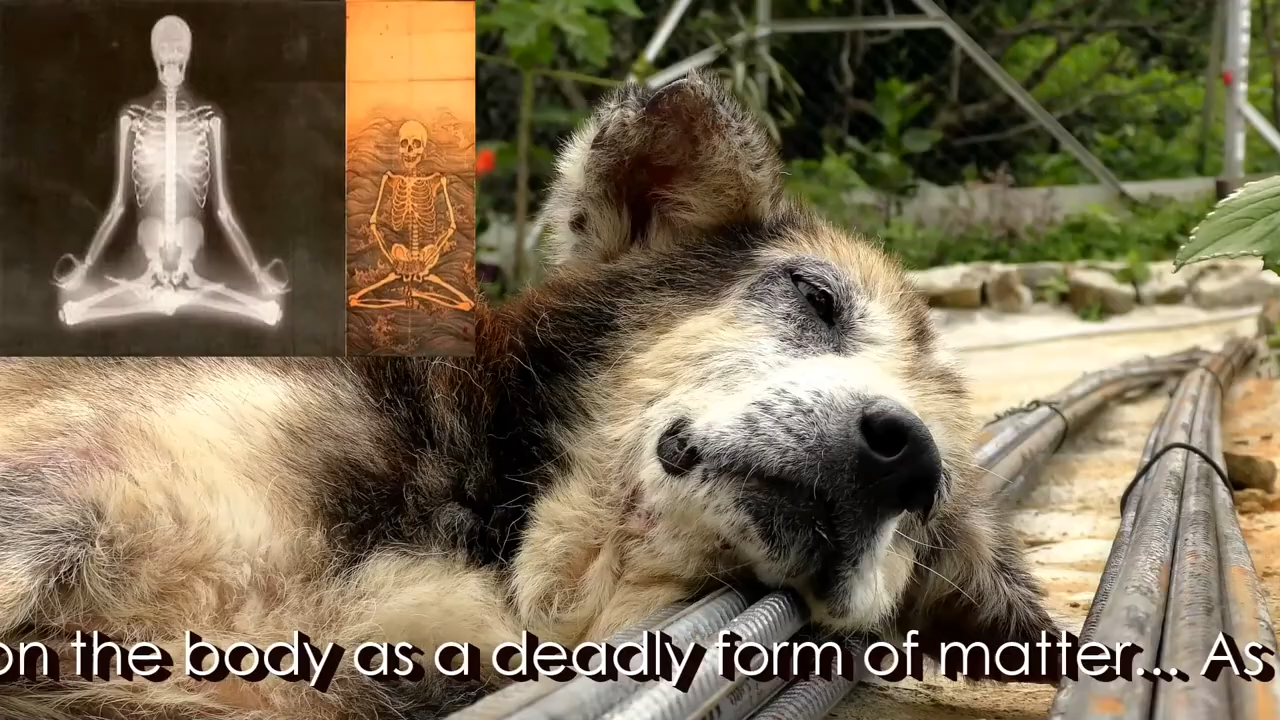 on the body as a deadly form of matter... As